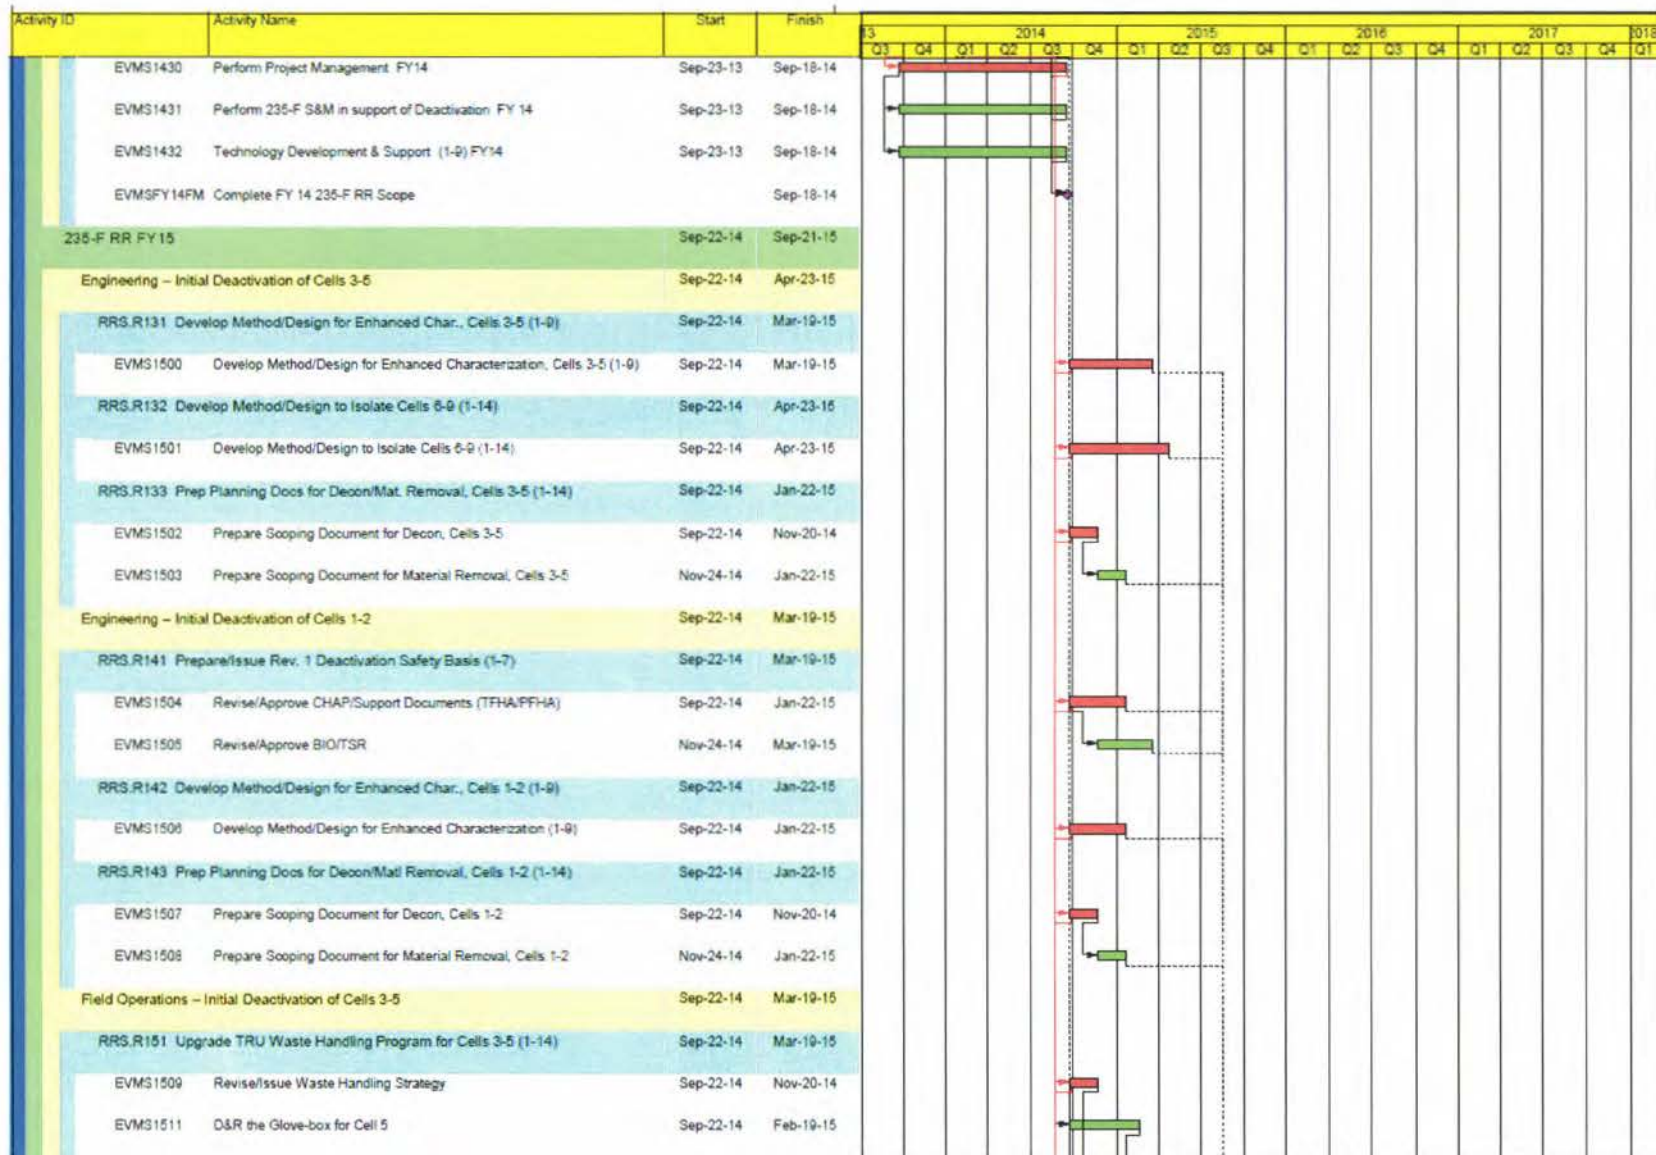 Activity ID Activity Name Start Finish
13 2014 2015 2016 2017 2018
Q3 Q4 Q1 Q2 Q3 Q4 Q1 Q2 Q3 Q4 Q1 Q2 Q3 Q4 Q1 Q2 Q3 Q4 Q1
EVMS1430 Perform Project Management FY14 Sep-23-13 Sep-18-14
EVMS1431 Perform 235-F S&M in support of Deactivation FY 14 Sep-23-13 Sep-18-14
EVMS1432 Technology Development & Support (1-9) FY14 Sep-23-13 Sep-18-14
EVMSFY14FM Complete FY 14 235-F RR Scope Sep-18-14
235-F RR FY15 Sep-22-14 Sep-21-15
Engineering – Initial Deactivation of Cells 3-5 Sep-22-14 Apr-23-15
RRS.R131 Develop Method/Design for Enhanced Char., Cells 3-5 (1-9) Sep-22-14 Mar-19-15
EVMS1500 Develop Method/Design for Enhanced Characterization, Cells 3-5 (1-9) Sep-22-14 Mar-19-15
RRS.R132 Develop Method/Design to Isolate Cells 6-9 (1-14) Sep-22-14 Apr-23-15
EVMS1501 Develop Method/Design to Isolate Cells 6-9 (1-14) Sep-22-14 Apr-23-15
RRS.R133 Prep Planning Docs for Decon/Mat. Removal, Cells 3-5 (1-14) Sep-22-14 Jan-22-15
EVMS1502 Prepare Scoping Document for Decon, Cells 3-5 Sep-22-14 Nov-20-14
EVMS1503 Prepare Scoping Document for Material Removal, Cells 3-5 Nov-24-14 Jan-22-15
Engineering – Initial Deactivation of Cells 1-2 Sep-22-14 Mar-19-15
RRS.R141 Prepare/Issue Rev. 1 Deactivation Safety Basis (1-7) Sep-22-14 Mar-19-15
EVMS1504 Revise/Approve CHAP/Support Documents (TFHA/PFHA) Sep-22-14 Jan-22-15
EVMS1505 Revise/Approve BIO/TSR Nov-24-14 Mar-19-15
RRS.R142 Develop Method/Design for Enhanced Char., Cells 1-2 (1-9) Sep-22-14 Jan-22-15
EVMS1506 Develop Method/Design for Enhanced Characterization (1-9) Sep-22-14 Jan-22-15
RRS.R143 Prep Planning Docs for Decon/Matl Removal, Cells 1-2 (1-14) Sep-22-14 Jan-22-15
EVMS1507 Prepare Scoping Document for Decon, Cells 1-2 Sep-22-14 Nov-20-14
EVMS1508 Prepare Scoping Document for Material Removal, Cells 1-2 Nov-24-14 Jan-22-15
Field Operations – Initial Deactivation of Cells 3-5 Sep-22-14 Mar-19-15
RRS.R151 Upgrade TRU Waste Handling Program for Cells 3-5 (1-14) Sep-22-14 Mar-19-15
EVMS1509 Revise/Issue Waste Handling Strategy Sep-22-14 Nov-20-14
EVMS1511 D&R the Glove-box for Cell 5 Sep-22-14 Feb-19-15